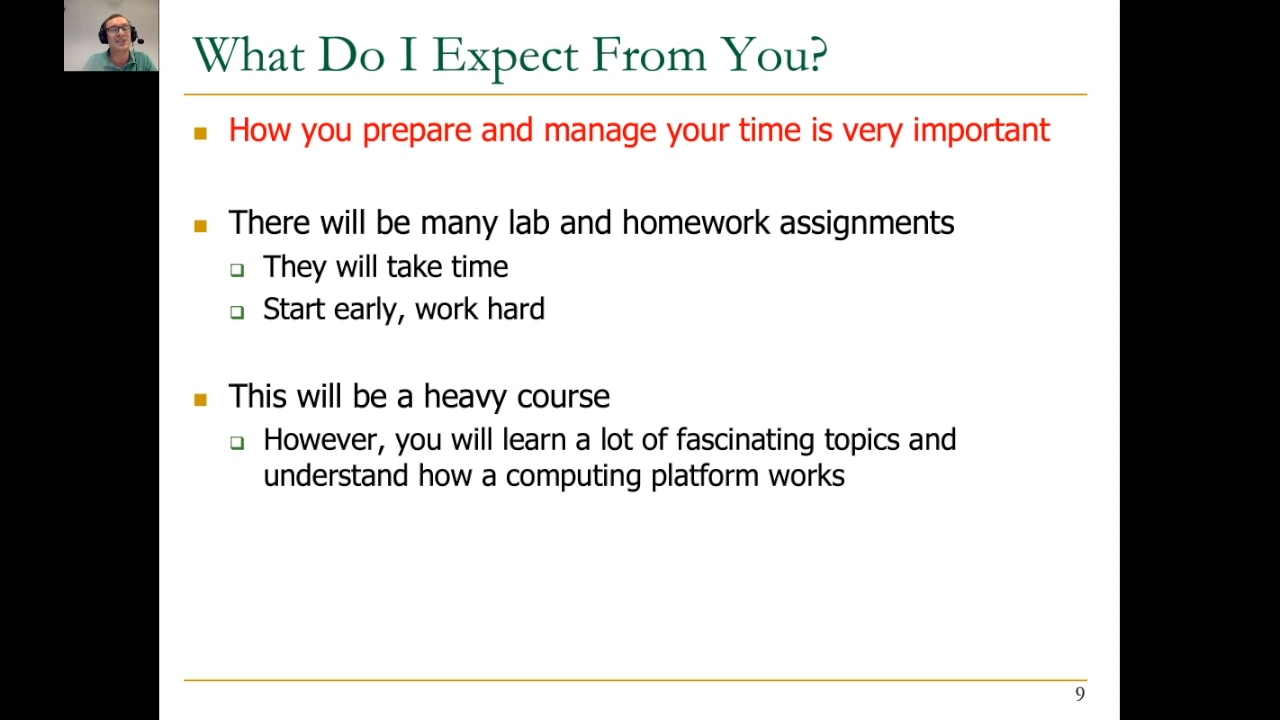 What Do I Expect From You?
How you prepare and manage your time is very important
There will be many lab and homework assignments
They will take time
Start early, work hard
This will be a heavy course
However, you will learn a lot of fascinating topics and
understand how a computing platform works
9